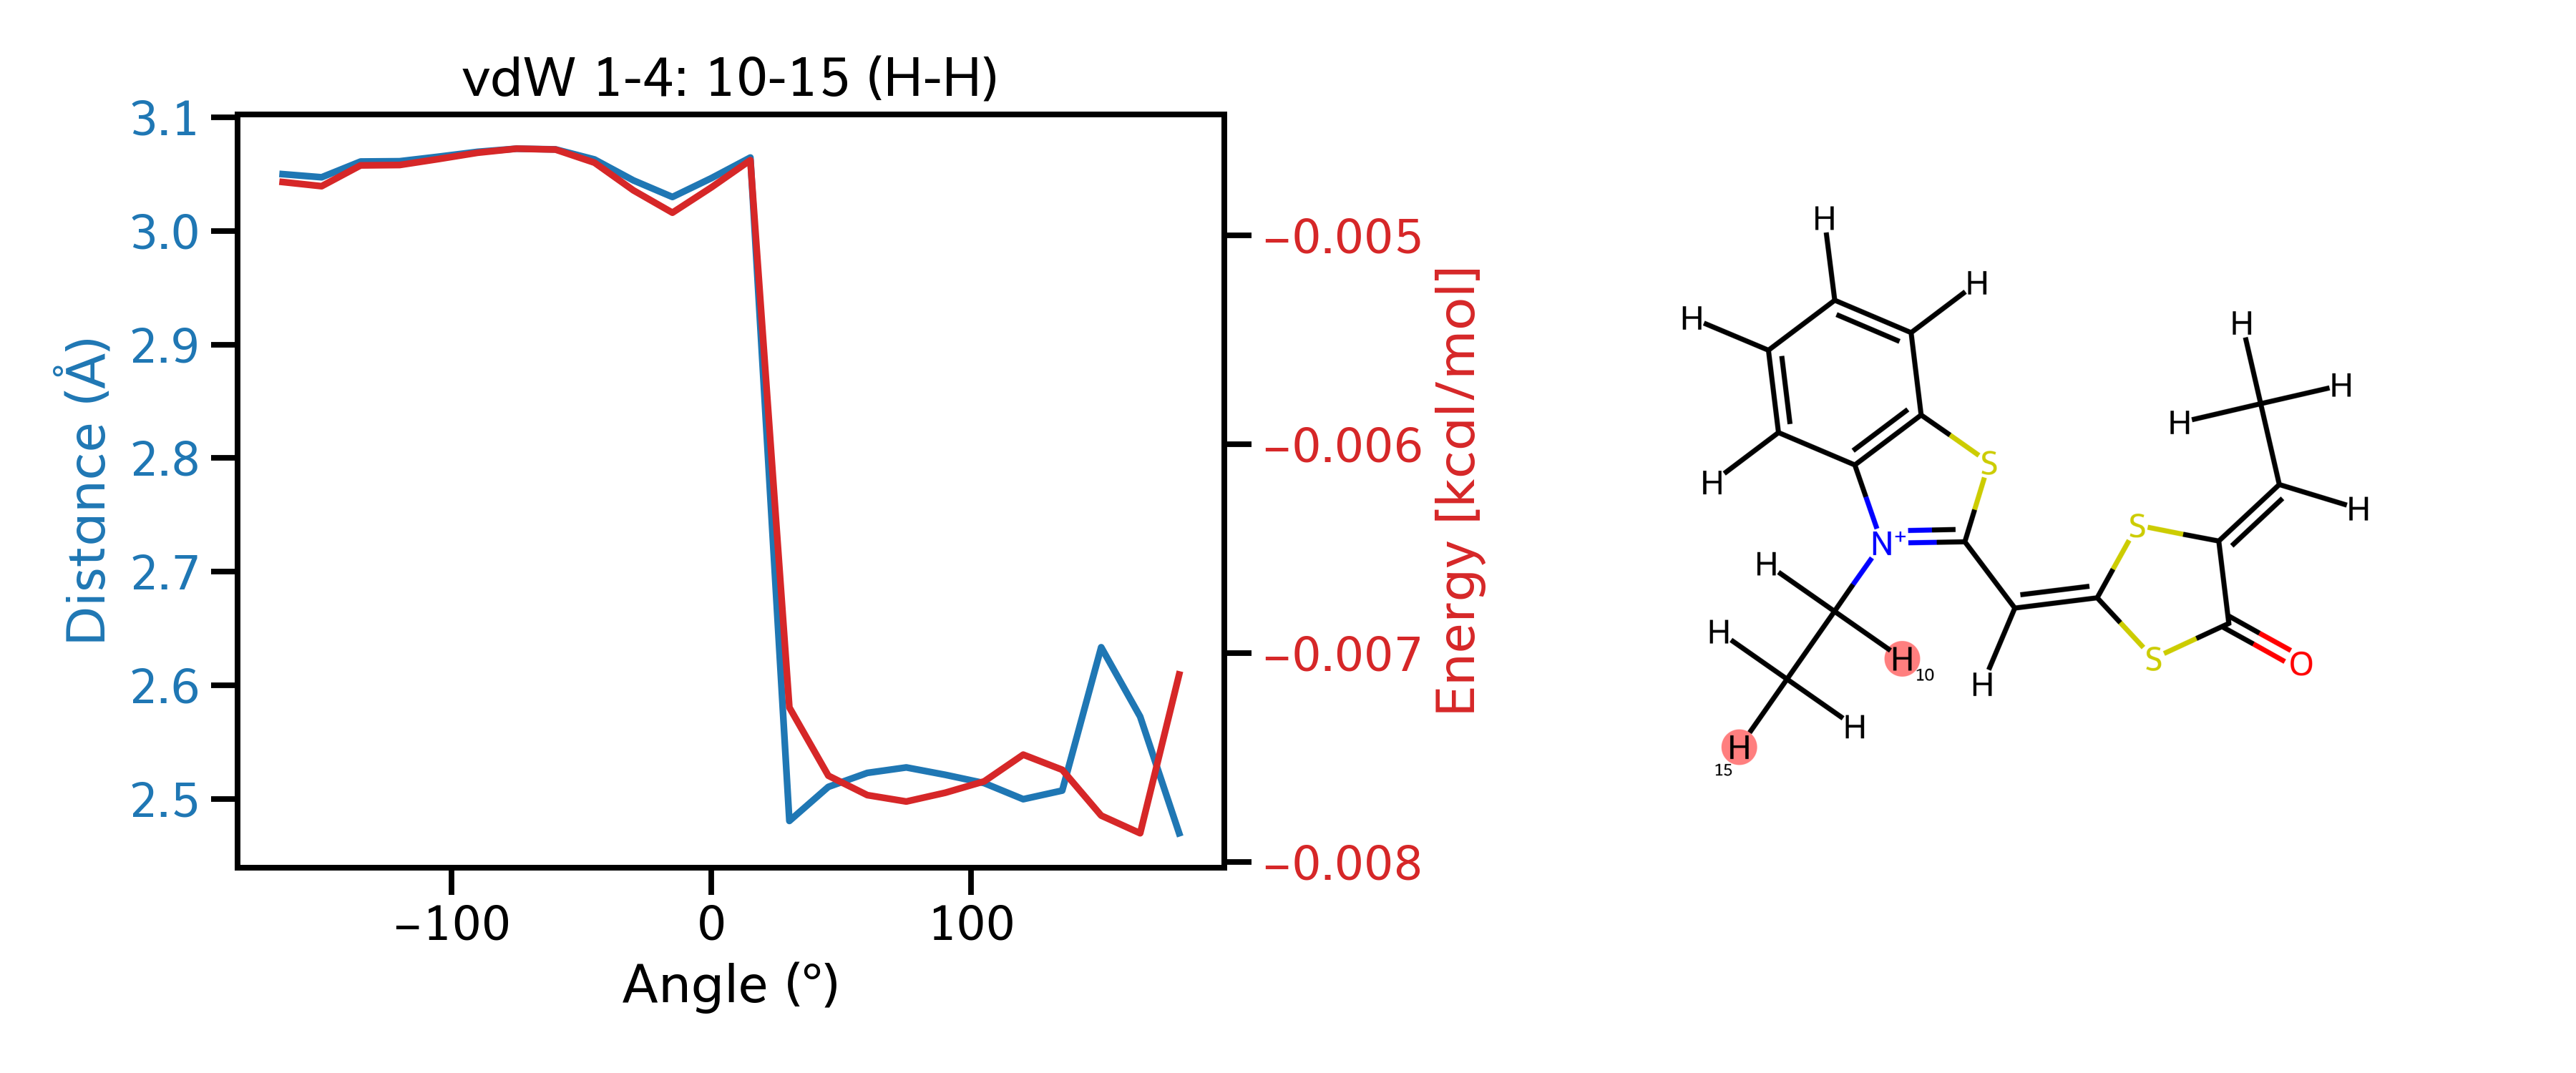 vdW 1-4: 10-15 (H-H)
3.1
3.0
2.9
2.8
2.7
2.6
2.5
Distance (Å)
−100
0
100
Angle (°)
−0.005
−0.006
−0.007
−0.008
Energy [kcal/mol]
H
H
H
H
H
H
S
H
H
S
N+
H
H
H 10
S
O
H
H
H 15